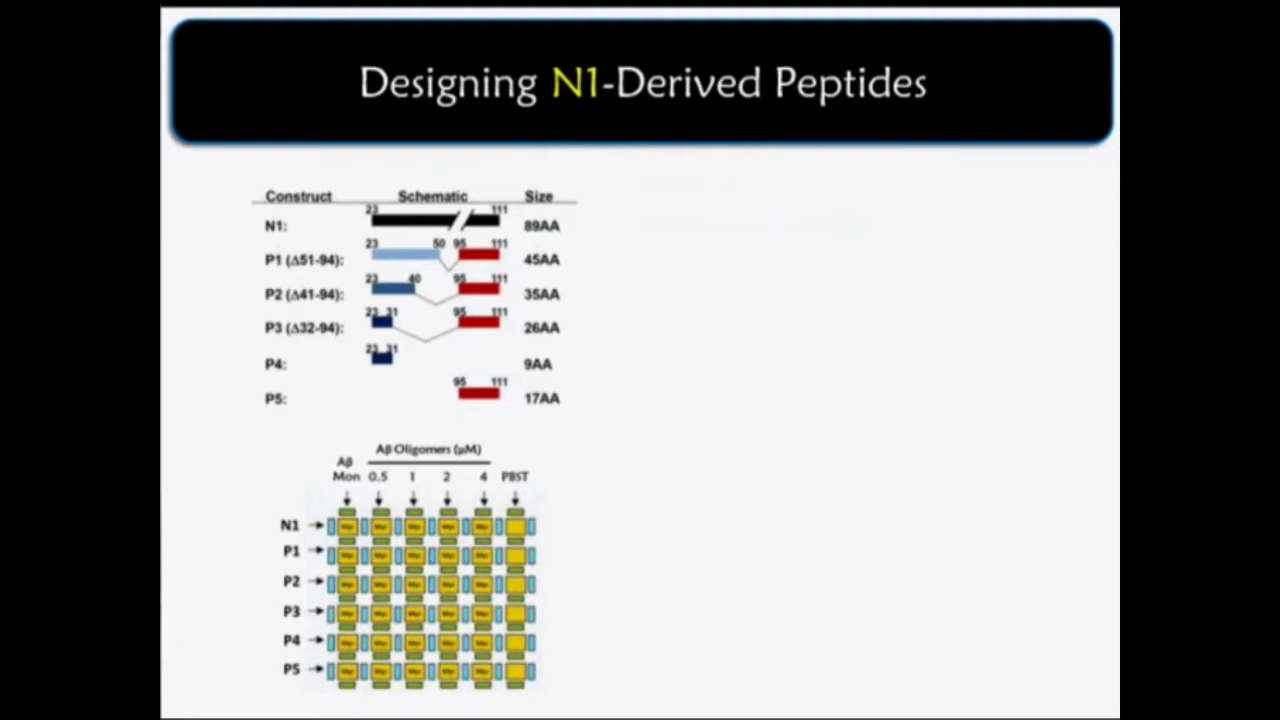 Designing N1-Derived Peptides
Construct Schematic Size
23 111
N1: 89AA
23 50 95 111
P1 (Δ51-94): 45AA
23 40 95 111
P2 (Δ41-94): 35AA
23 31 95 111
P3 (Δ32-94): 26AA
23 31
P4: 9AA
95 111
P5: 17AA
Aβ Oligomers (µM)
Aβ
Mon 0.5 1 2 4 PBST
N1
P1
P2
P3
P4
P5